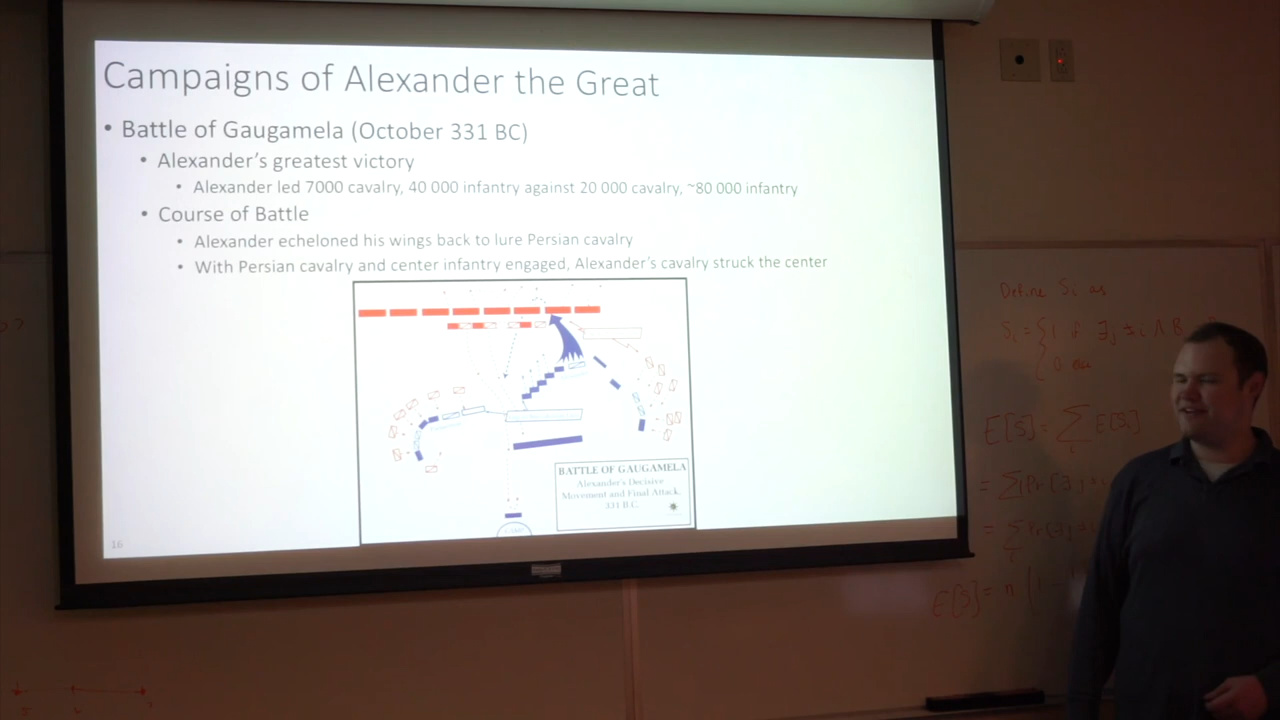 Campaigns of Alexander the Great
• Battle of Gaugamela (October 331 BC)
• Alexander's greatest victory
• Alexander led 7000 cavalry, 40 000 infantry against 20 000 cavalry, ~80 000 infantry
• Course of Battle
• Alexander echeloned his wings back to lure Persian cavalry
• With Persian cavalry and center infantry engaged, Alexander's cavalry struck the center
BATTLE OF GAUGAMELA
Alexander's Decisive
Movement and Final Attack,
331 B.C.
16
Define Si as
E[S] = ∑ E[Si]
E[S] = n